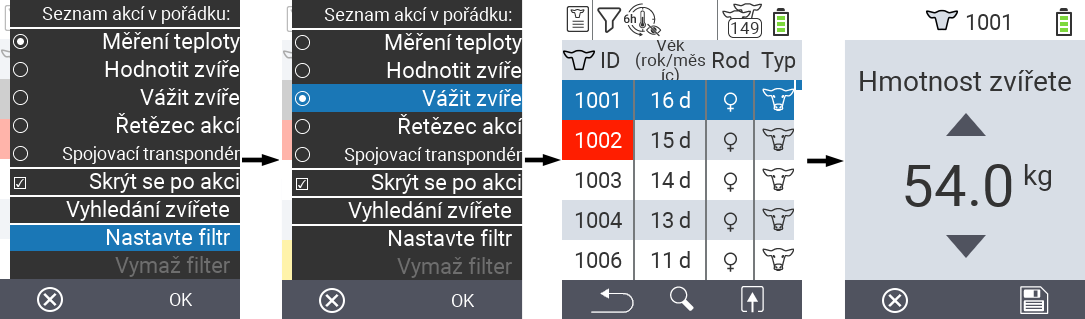 Seznam akcí v pořádku:
Měření teploty
Hodnotit zvíře
Vážit zvíře
Řetězec akcí
Spojovací transpondér
Skrýt se po akci
Vyhledání zvířete
Nastavte filtr
Vymaž filter
OK
Seznam akcí v pořádku:
Měření teploty
Hodnotit zvíře
Vážit zvíře
Řetězec akcí
Spojovací transpondér
Skrýt se po akci
Vyhledání zvířete
Nastavte filtr
Vymaž filter
OK
6h 149
ID Věk (rok/měs íc) Rod Typ
1001 16 d
1002 15 d
1003 14 d
1004 13 d
1006 11 d
1001
Hmotnost zvířete
54.0 kg